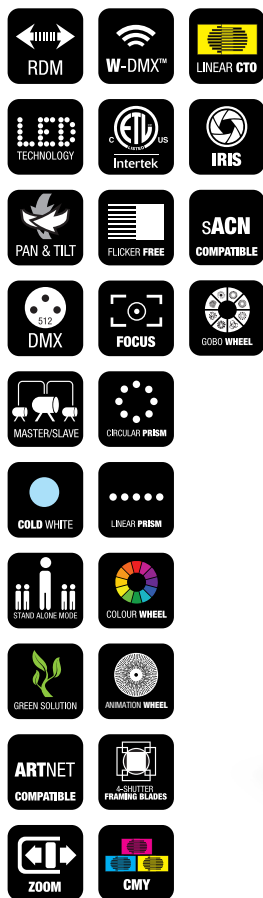 RDM
W-DMX™
LINEAR CTO
LED
TECHNOLOGY
ETL
C
US
LISTED
Intertek
IRIS
PAN & TILT
FLICKER FREE
sACN
COMPATIBLE
512
DMX
FOCUS
GOBO WHEEL
MASTER/SLAVE
CIRCULAR PRISM
COLD WHITE
LINEAR PRISM
STAND ALONE MODE
COLOUR WHEEL
GREEN SOLUTION
ANIMATION WHEEL
ARTNET
COMPATIBLE
4-SHUTTER
FRAMING BLADES
ZOOM
CMY